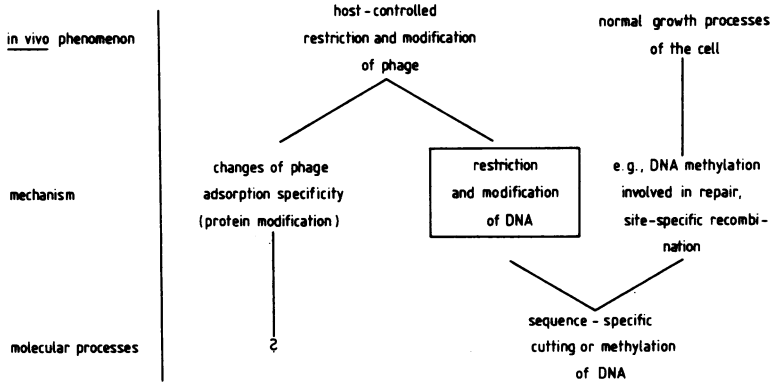 in vivo phenomenon
host-controlled
restriction and modification
of phage
normal growth processes
of the cell
mechanism
changes of phage
adsorption specificity
(protein modification)
restriction
and modification
of DNA
e.g., DNA methylation
involved in repair,
site-specific recombi-
nation
molecular processes
?
sequence-specific
cutting or methylation
of DNA